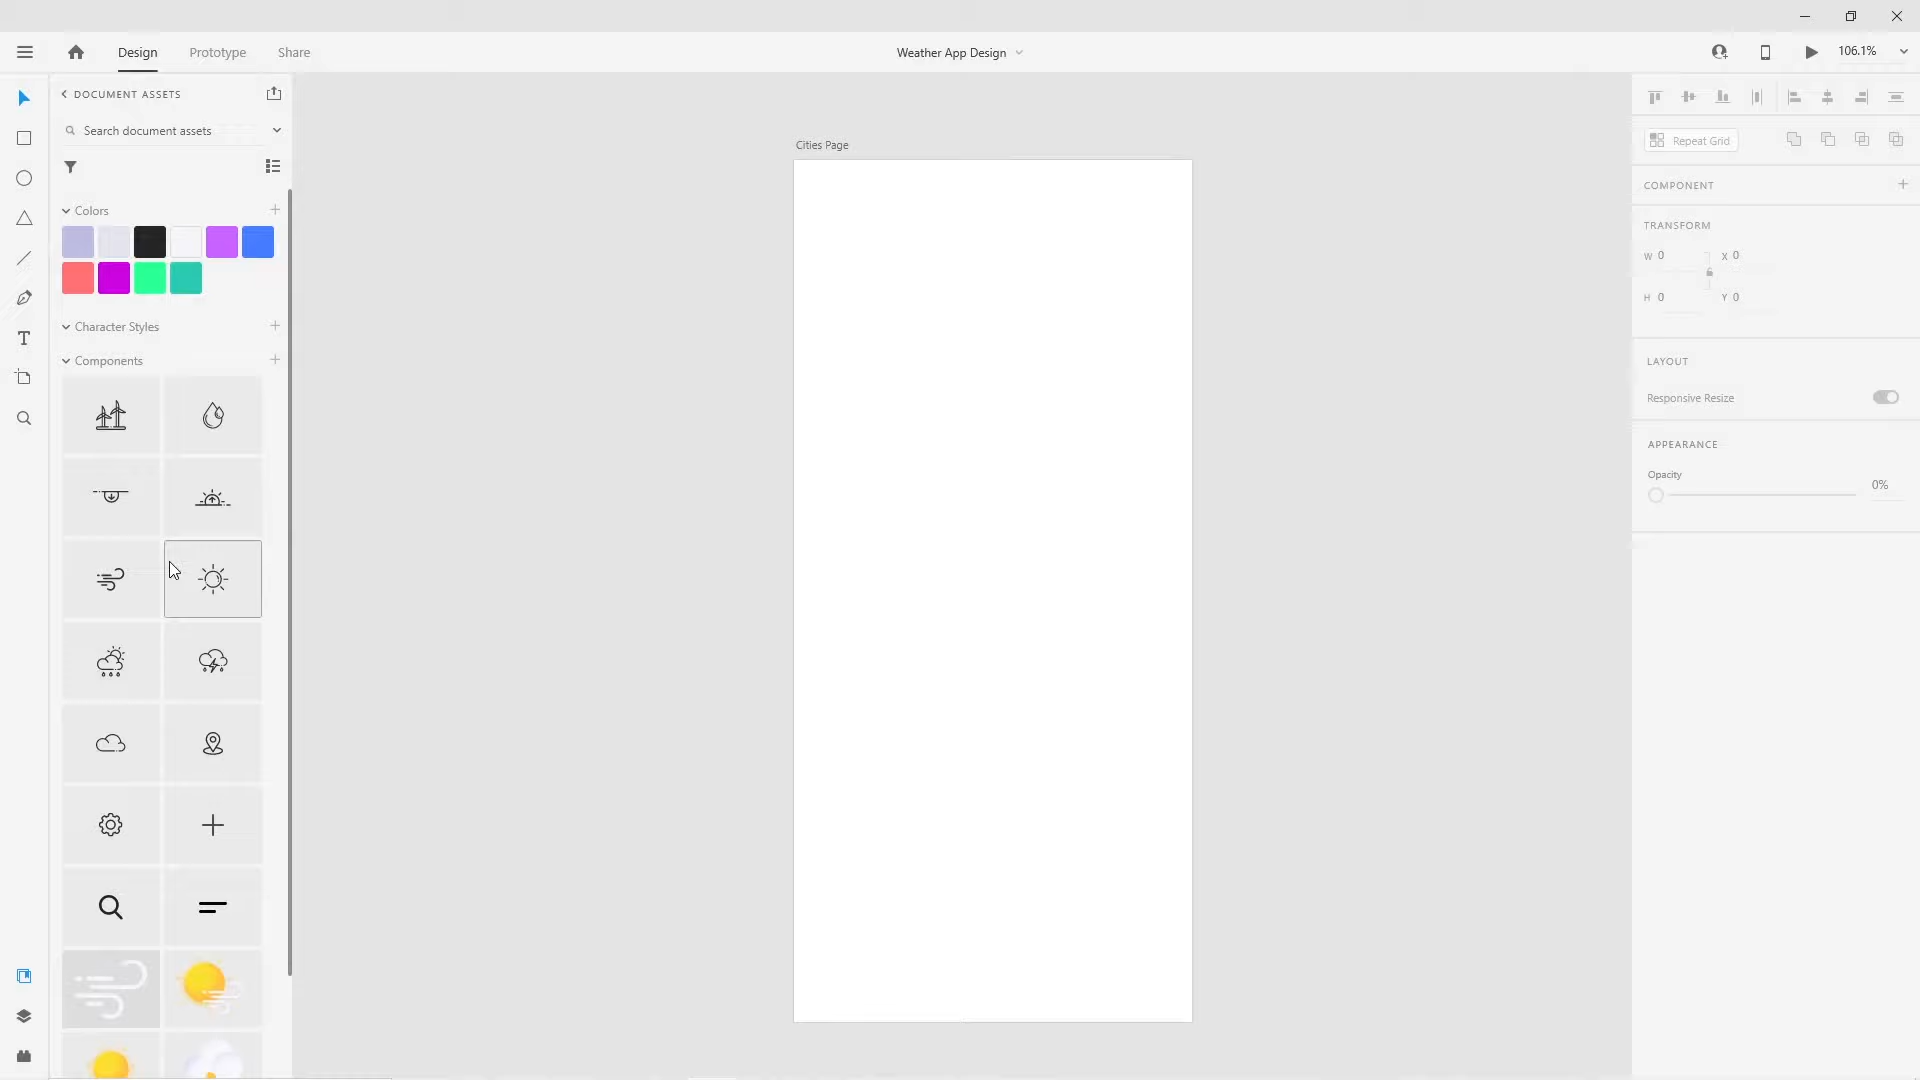 Design
Prototype
Share
Weather App Design
106.1%
DOCUMENT ASSETS
Search document assets
Colors
Character Styles
Components
Cities Page
Repeat Grid
COMPONENT
TRANSFORM
W 0
X 0
H 0
Y 0
LAYOUT
Responsive Resize
APPEARANCE
Opacity
0%